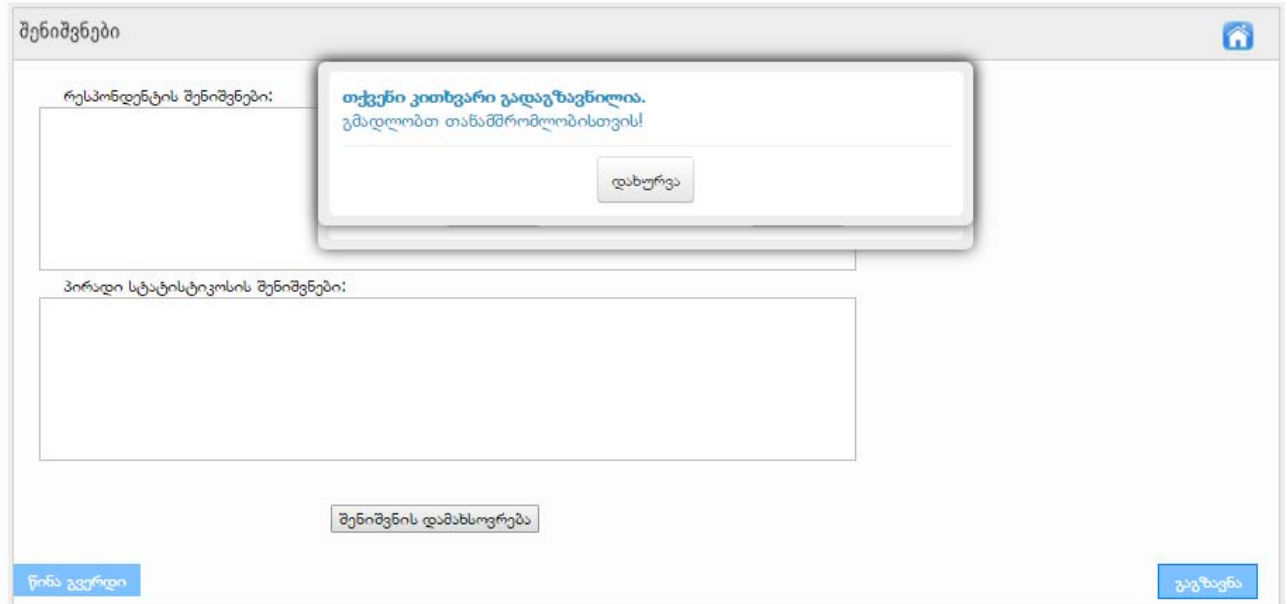 შენიშვნები
რესპონდენტის შენიშვნები:
თქვენი კითხვარი გადაგზავნილია.
გმადლობთ თანამშრომლობისთვის!
დახურვა
პირადი სტატისტიკოსის შენიშვნები:
შენიშვნის დამახსოვრება
წინა გვერდი
გაგზავნა